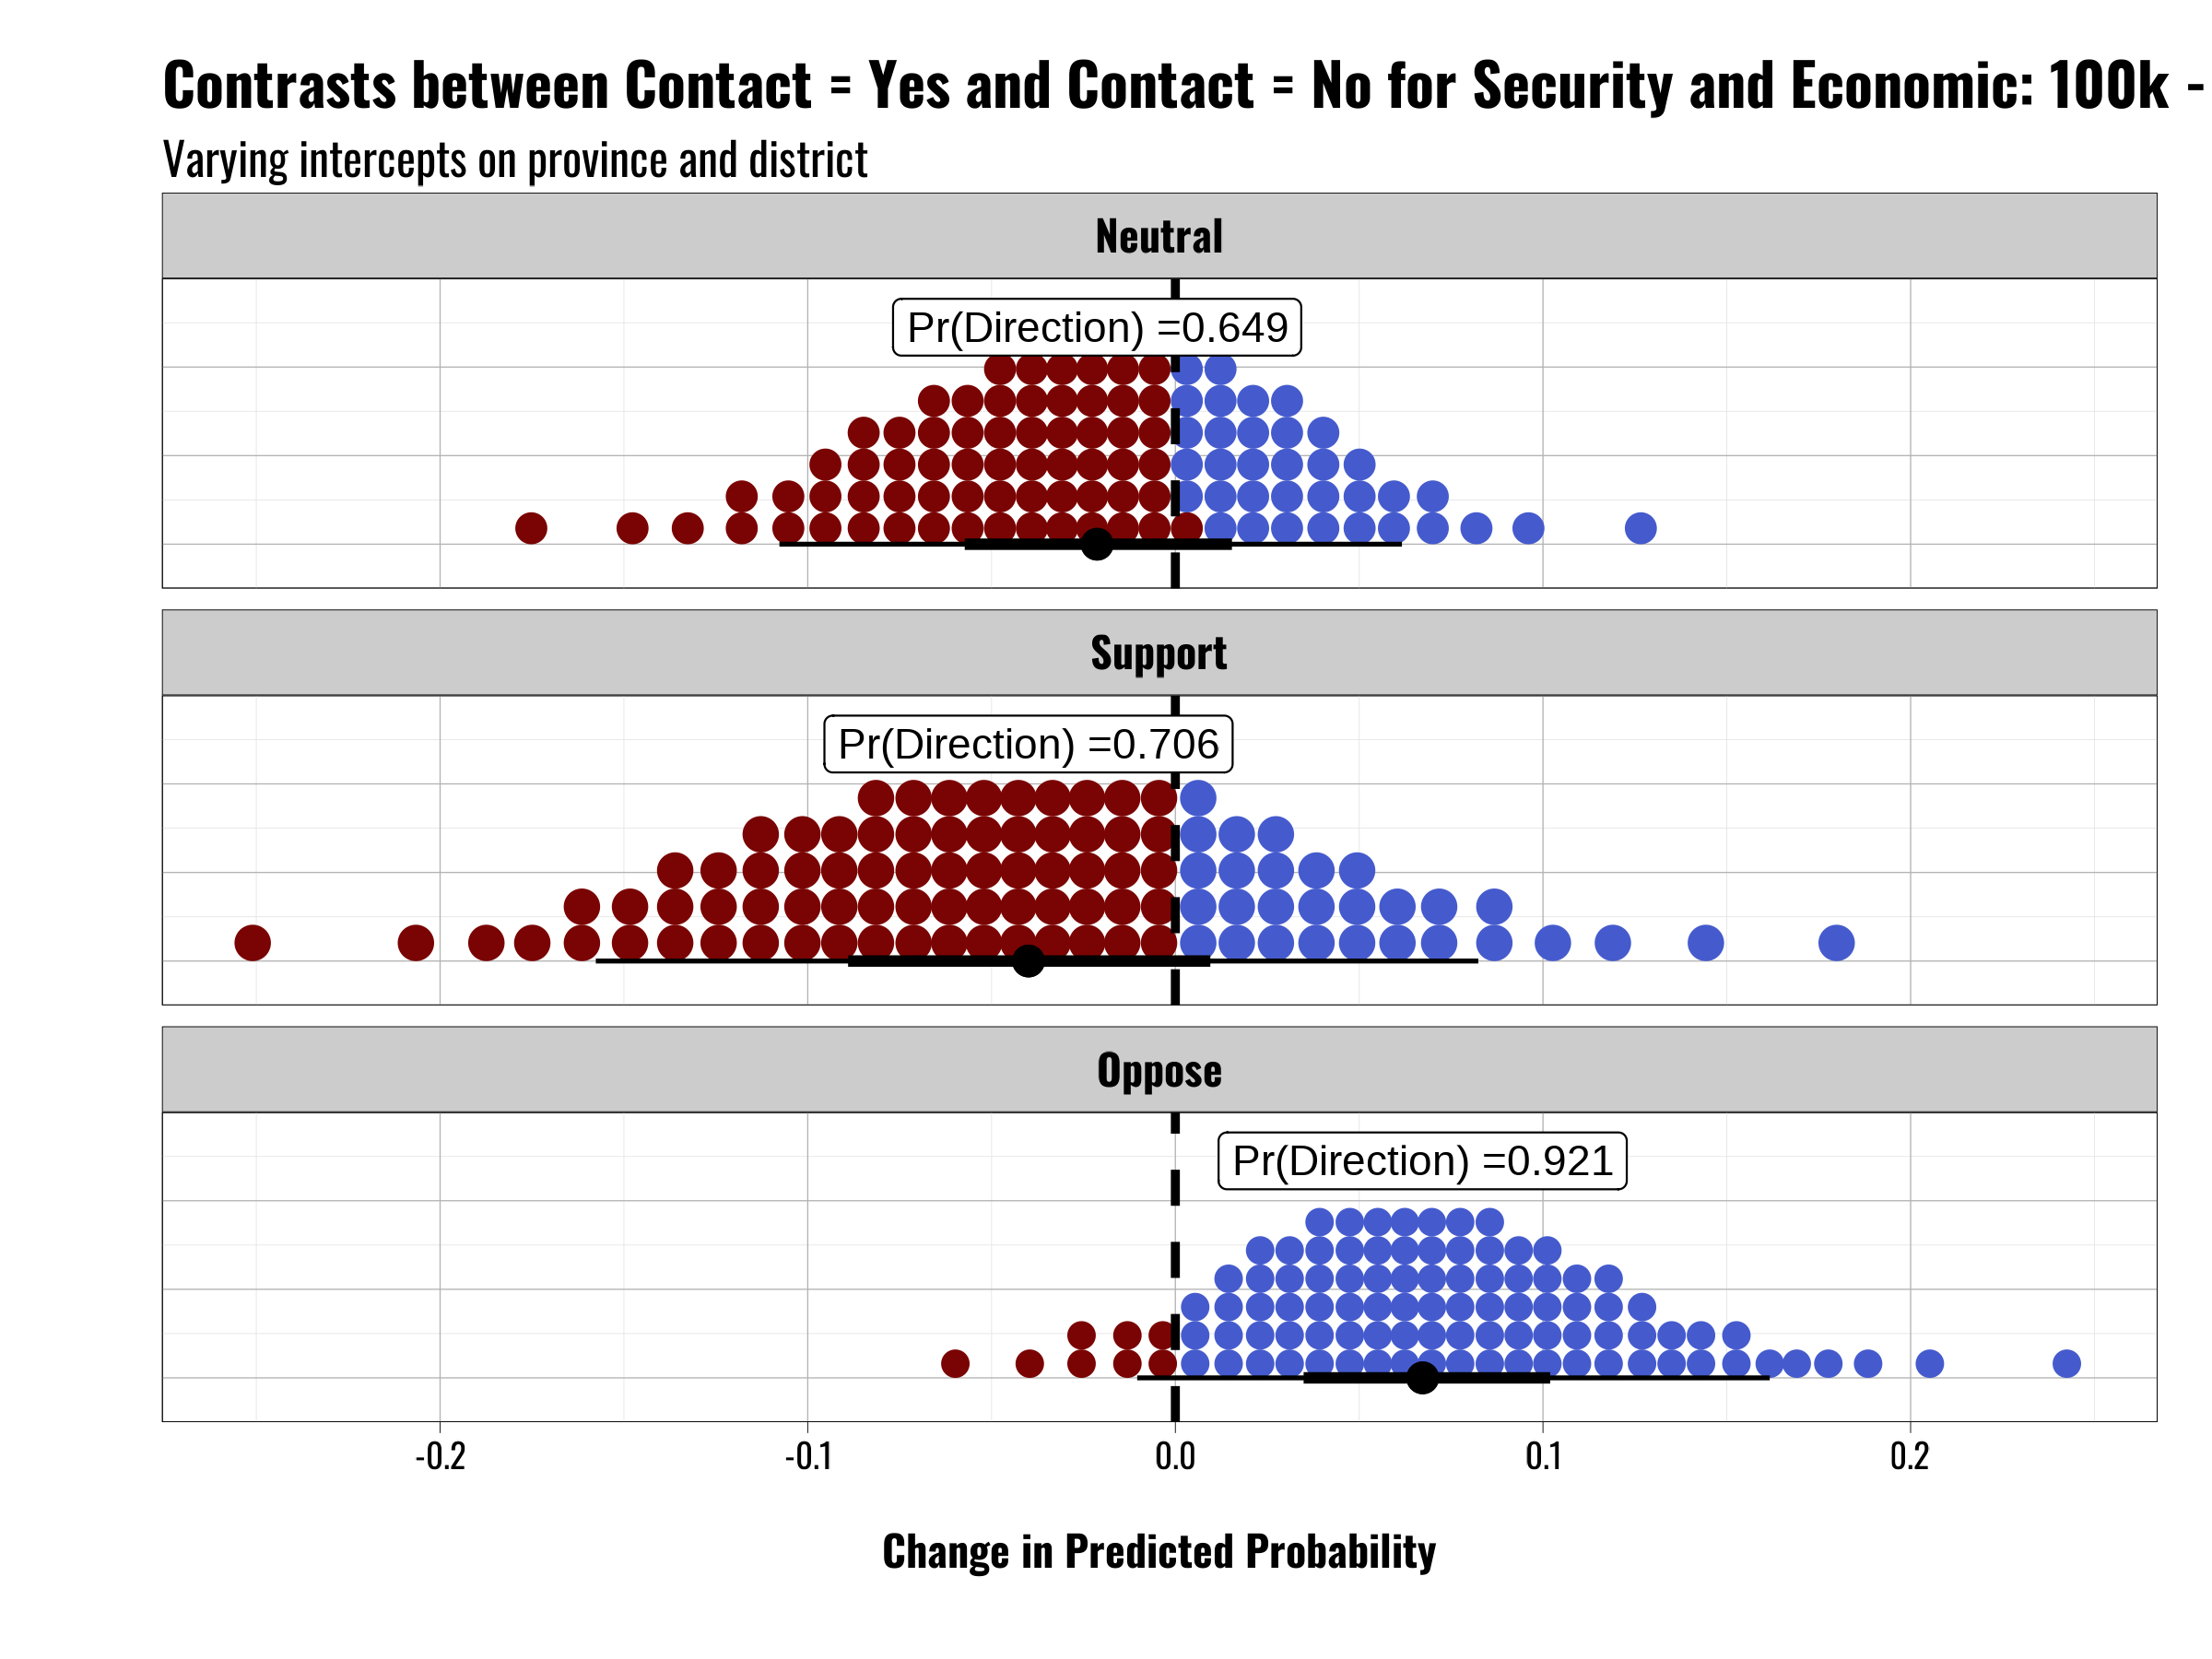 Contrasts between Contact = Yes and Contact = No for Security and Economic: 100k -
Varying intercepts on province and district
Neutral
Pr(Direction) =0.649
Support
Pr(Direction) =0.706
Oppose
Pr(Direction) =0.921
-0.2 -0.1 0.0 0.1 0.2
Change in Predicted Probability